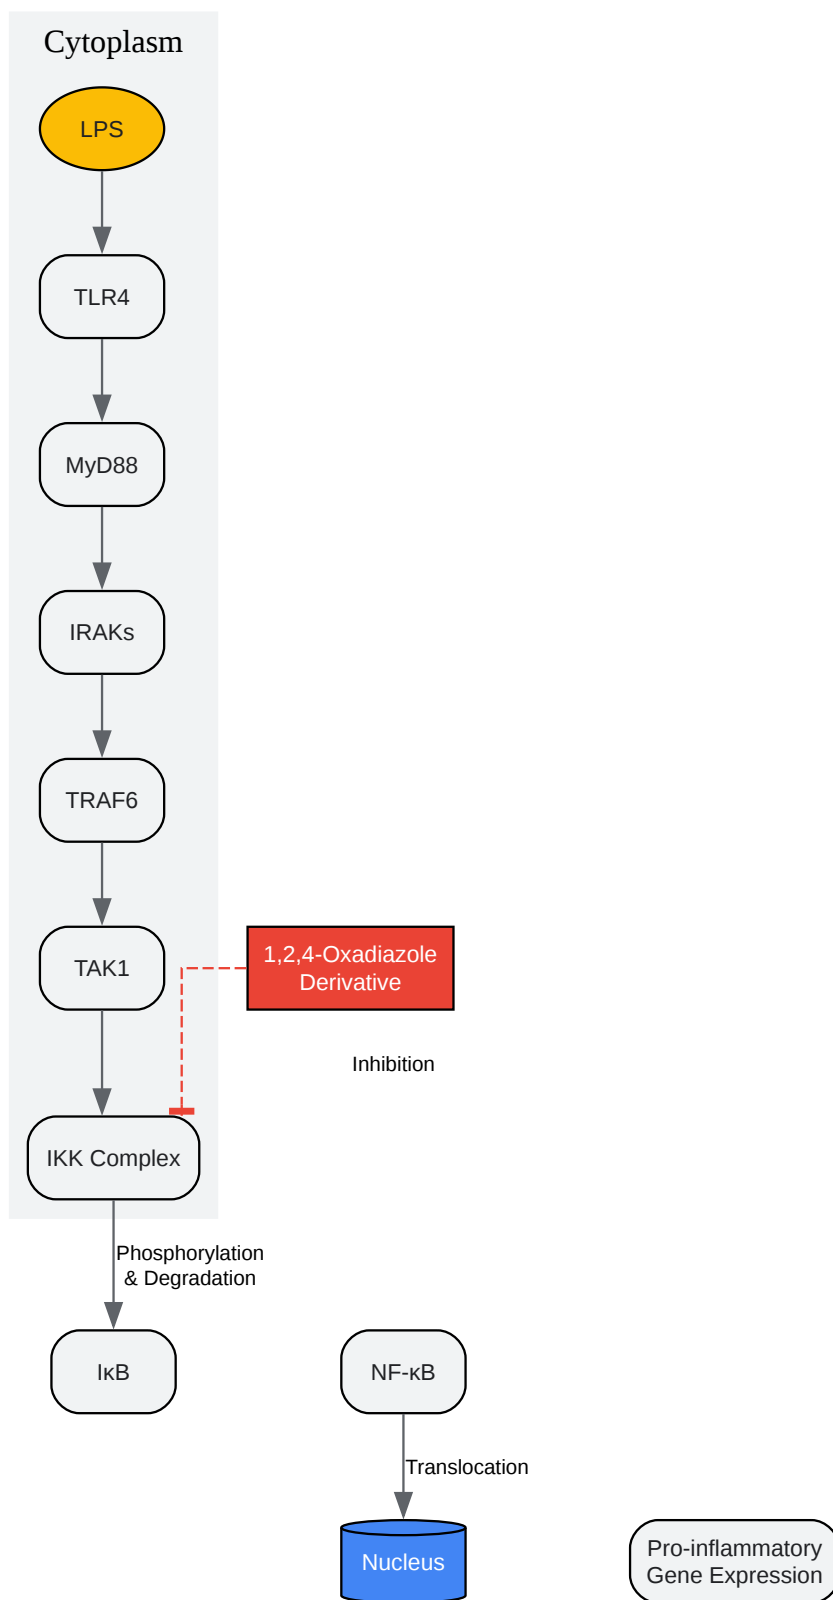 Cytoplasm
LPS
TLR4
MyD88
IRAKs
TRAF6
TAK1
1,2,4-Oxadiazole
Derivative
Inhibition
IKK Complex
Phosphorylation
& Degradation
IκB
NF-κB
Translocation
Nucleus
Pro-inflammatory
Gene Expression